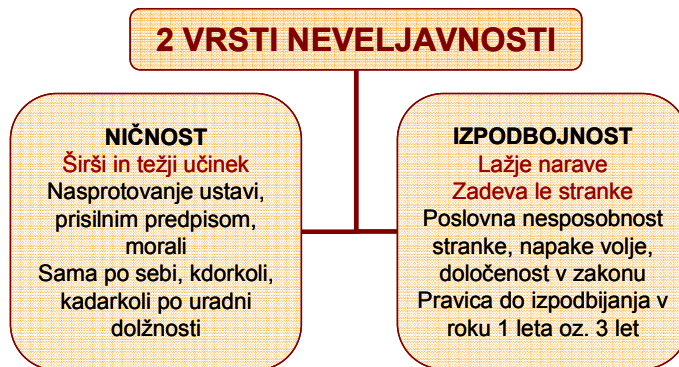 2 VRSTI NEVELJAVNOSTI
NIČNOST
Širši in težji učinek
Nasprotovanje ustavi,
prisilnim predpisom,
morali
Sama po sebi, kdorkoli,
kadarkoli po uradni
dolžnosti
IZPODBOJNOST
Lažje narave
Zadeva le stranke
Poslovna nesposobnost
stranke, napake volje,
določenost v zakonu
Pravica do izpodbijanja v
roku 1 leta oz. 3 let